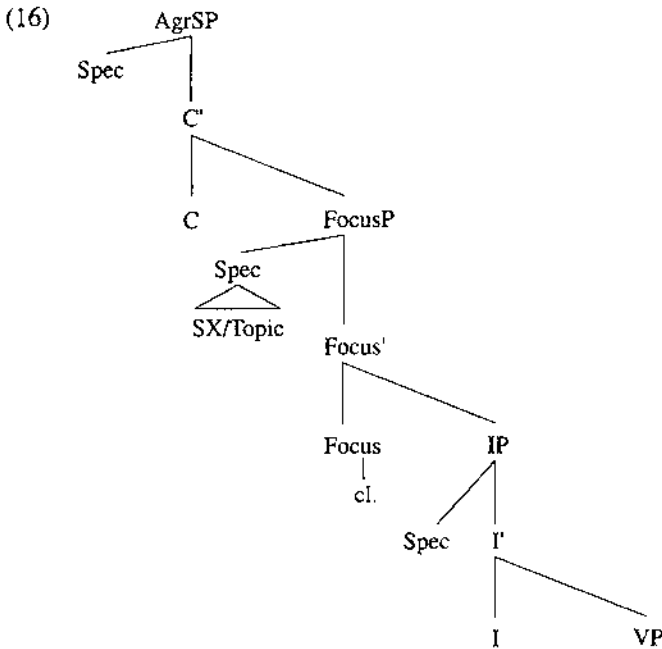 (16) AgrSP
Spec
C'
C FocusP
Spec
SX/Topic
Focus'
Focus IP
cl.
Spec I'
I VP